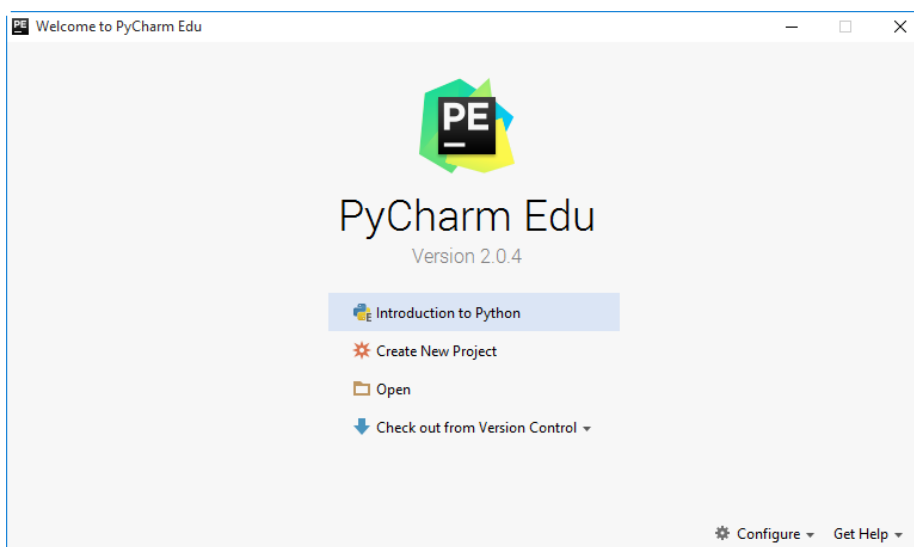 PE Welcome to PyCharm Edu
PE
PyCharm Edu
Version 2.0.4
E Introduction to Python
Create New Project
Open
Check out from Version Control
Configure Get Help